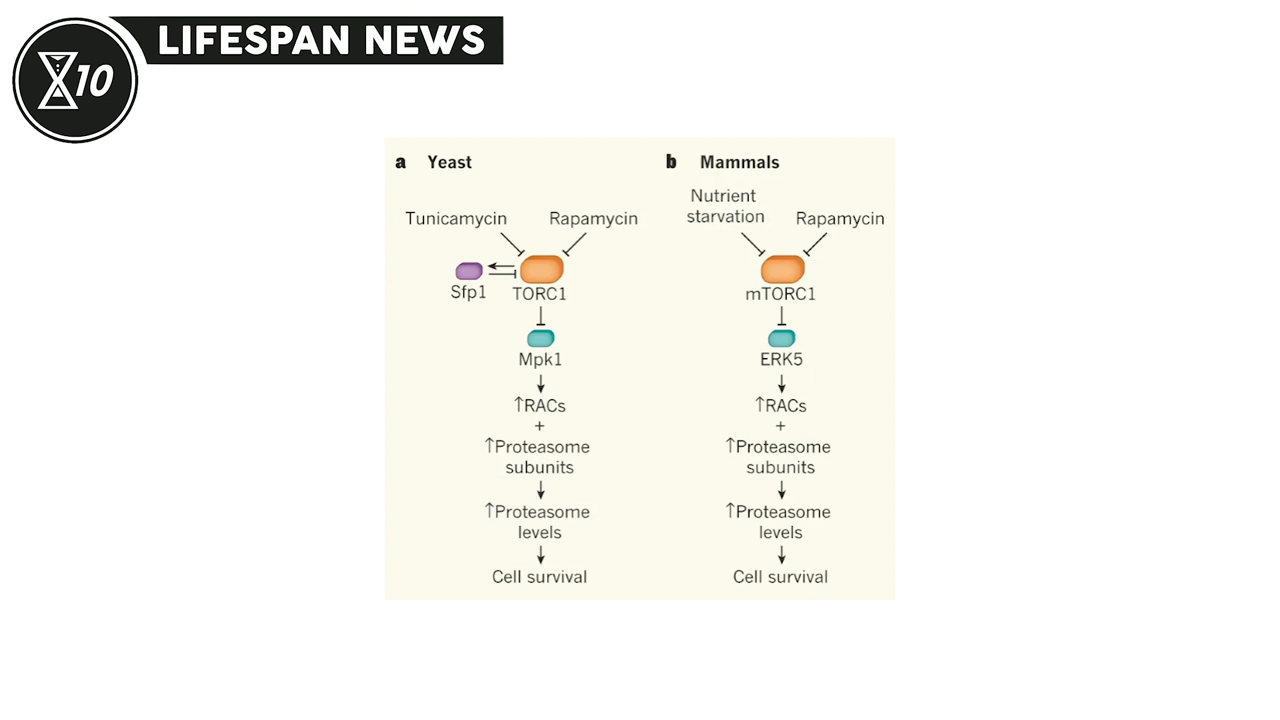 LIFESPAN NEWS
X10
a Yeast
Tunicamycin
Rapamycin
Sfp1
TORC1
Mpk1
↑RACs
+
↑Proteasome
subunits
↑Proteasome
levels
Cell survival
b Mammals
Nutrient
starvation
Rapamycin
mTORC1
ERK5
↑RACs
+
↑Proteasome
subunits
↑Proteasome
levels
Cell survival